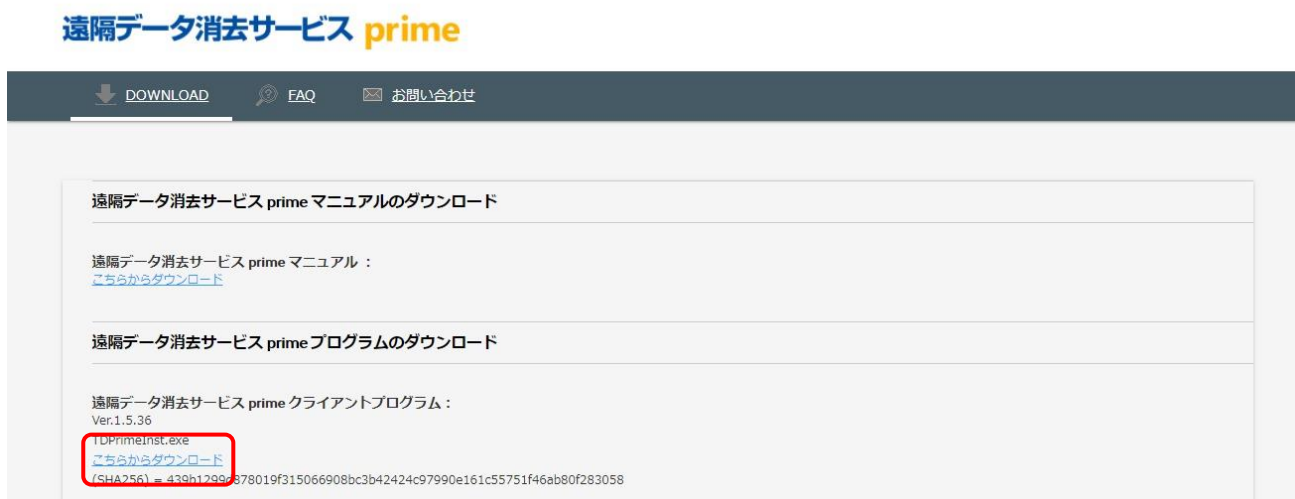 遠隔データ消去サービス prime
DOWNLOAD FAQ お問い合わせ
遠隔データ消去サービス prime マニュアルのダウンロード
遠隔データ消去サービス prime マニュアル ：
こちらからダウンロード
遠隔データ消去サービス prime プログラムのダウンロード
遠隔データ消去サービス prime クライアントプログラム：
Ver.1.5.36
TDPrimeInst.exe
こちらからダウンロード
(SHA256) = 439b1299d878019f315066908bc3b42424c97990e161c55751f46ab80f283058